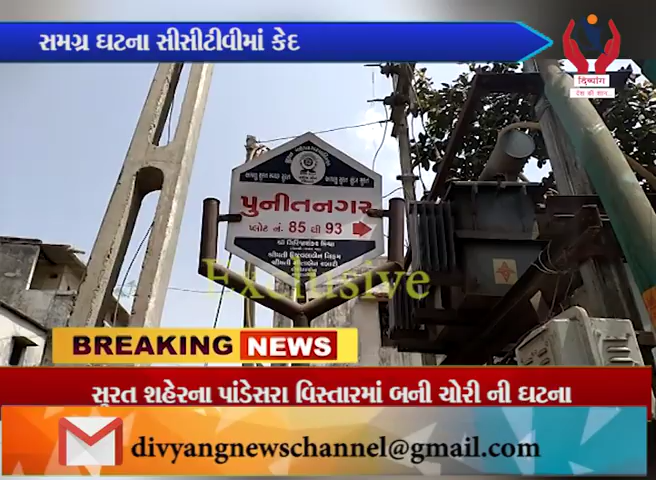 સમગ્ર ઘટના સીસીટીવીમાં કેદ
दिव्यांग
પુનીતનગર
પ્લોટ નં. 85 થી 93
Exclusive
BREAKING NEWS
સુરત શહેરના પાંડેસરા વિસ્તારમાં બની ચોરી ની ઘટના
divyangnewschannel@gmail.com